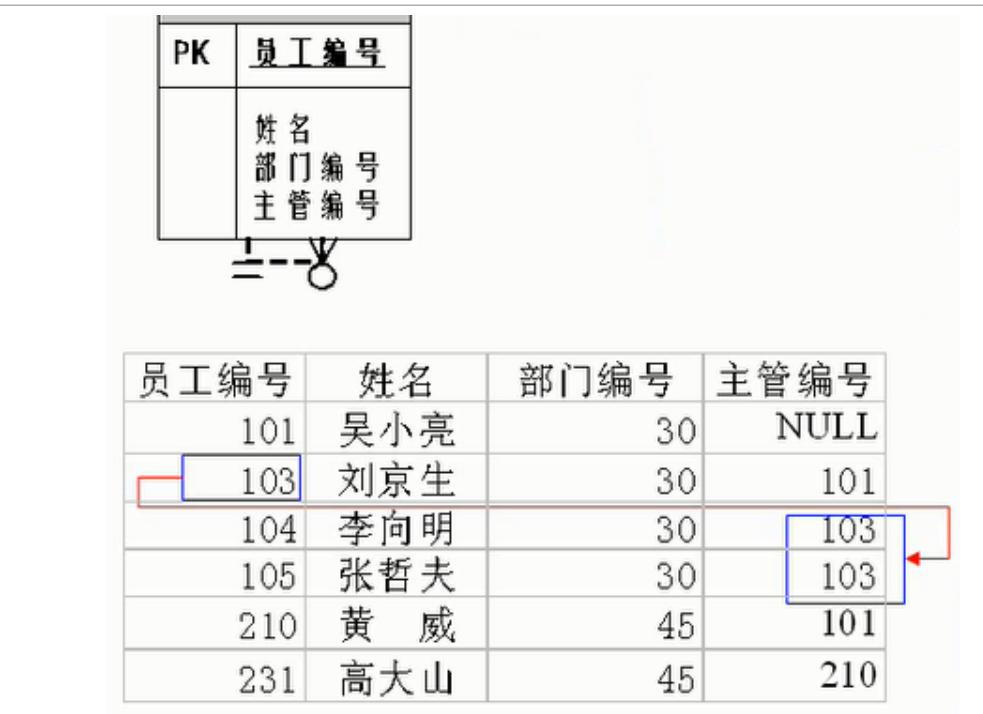 PK 员工编号
姓名
部门编号
主管编号
员工编号 姓名 部门编号 主管编号
101 吴小亮 30 NULL
103 刘京生 30 101
104 李向明 30 103
105 张哲夫 30 103
210 黄 威 45 101
231 高大山 45 210